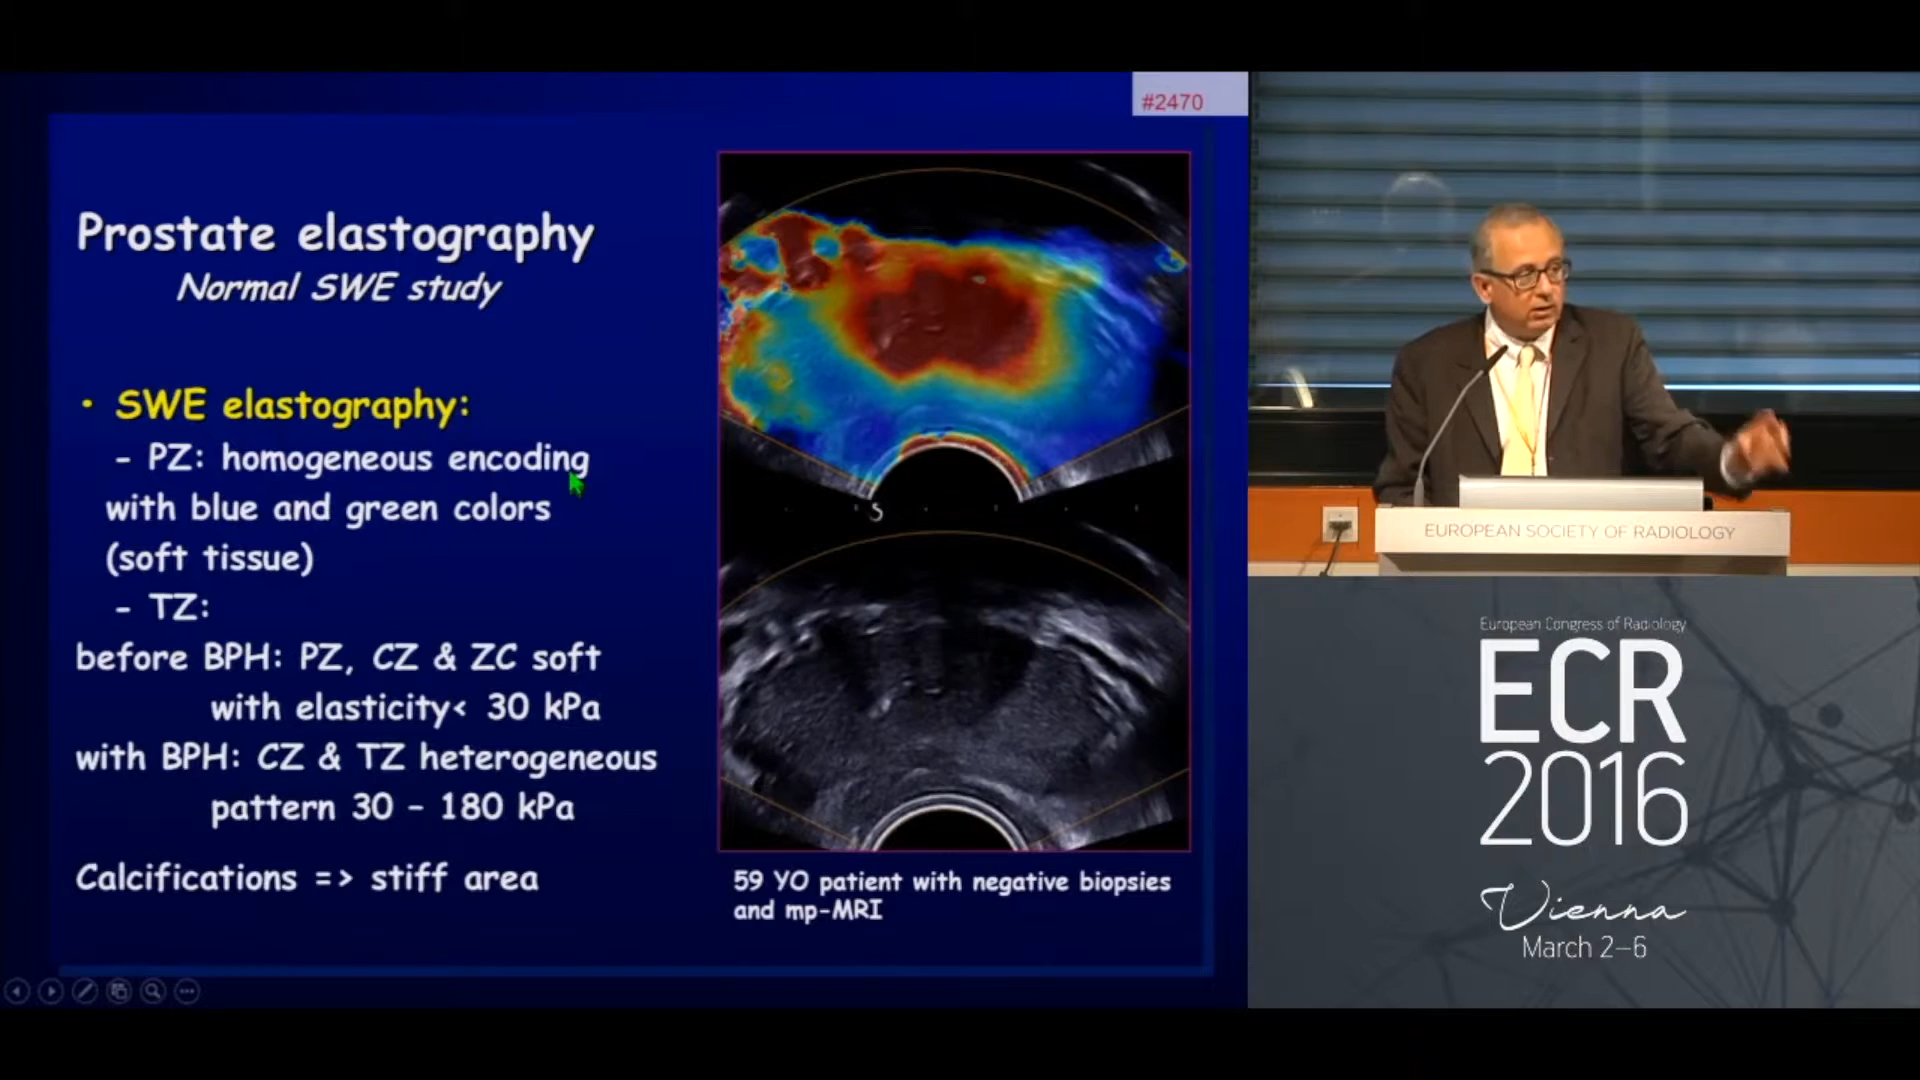 #2470
Prostate elastography
Normal SWE study
• SWE elastography:
- PZ: homogeneous encoding
with blue and green colors
(soft tissue)
- TZ:
before BPH: PZ, CZ & ZC soft
with elasticity< 30 kPa
with BPH: CZ & TZ heterogeneous
pattern 30 - 180 kPa
Calcifications => stiff area
S
59 YO patient with negative biopsies
and mp-MRI
EUROPEAN SOCIETY OF RADIOLOGY
European Congress of Radiology
ECR
2016
Vienna
March 2-6